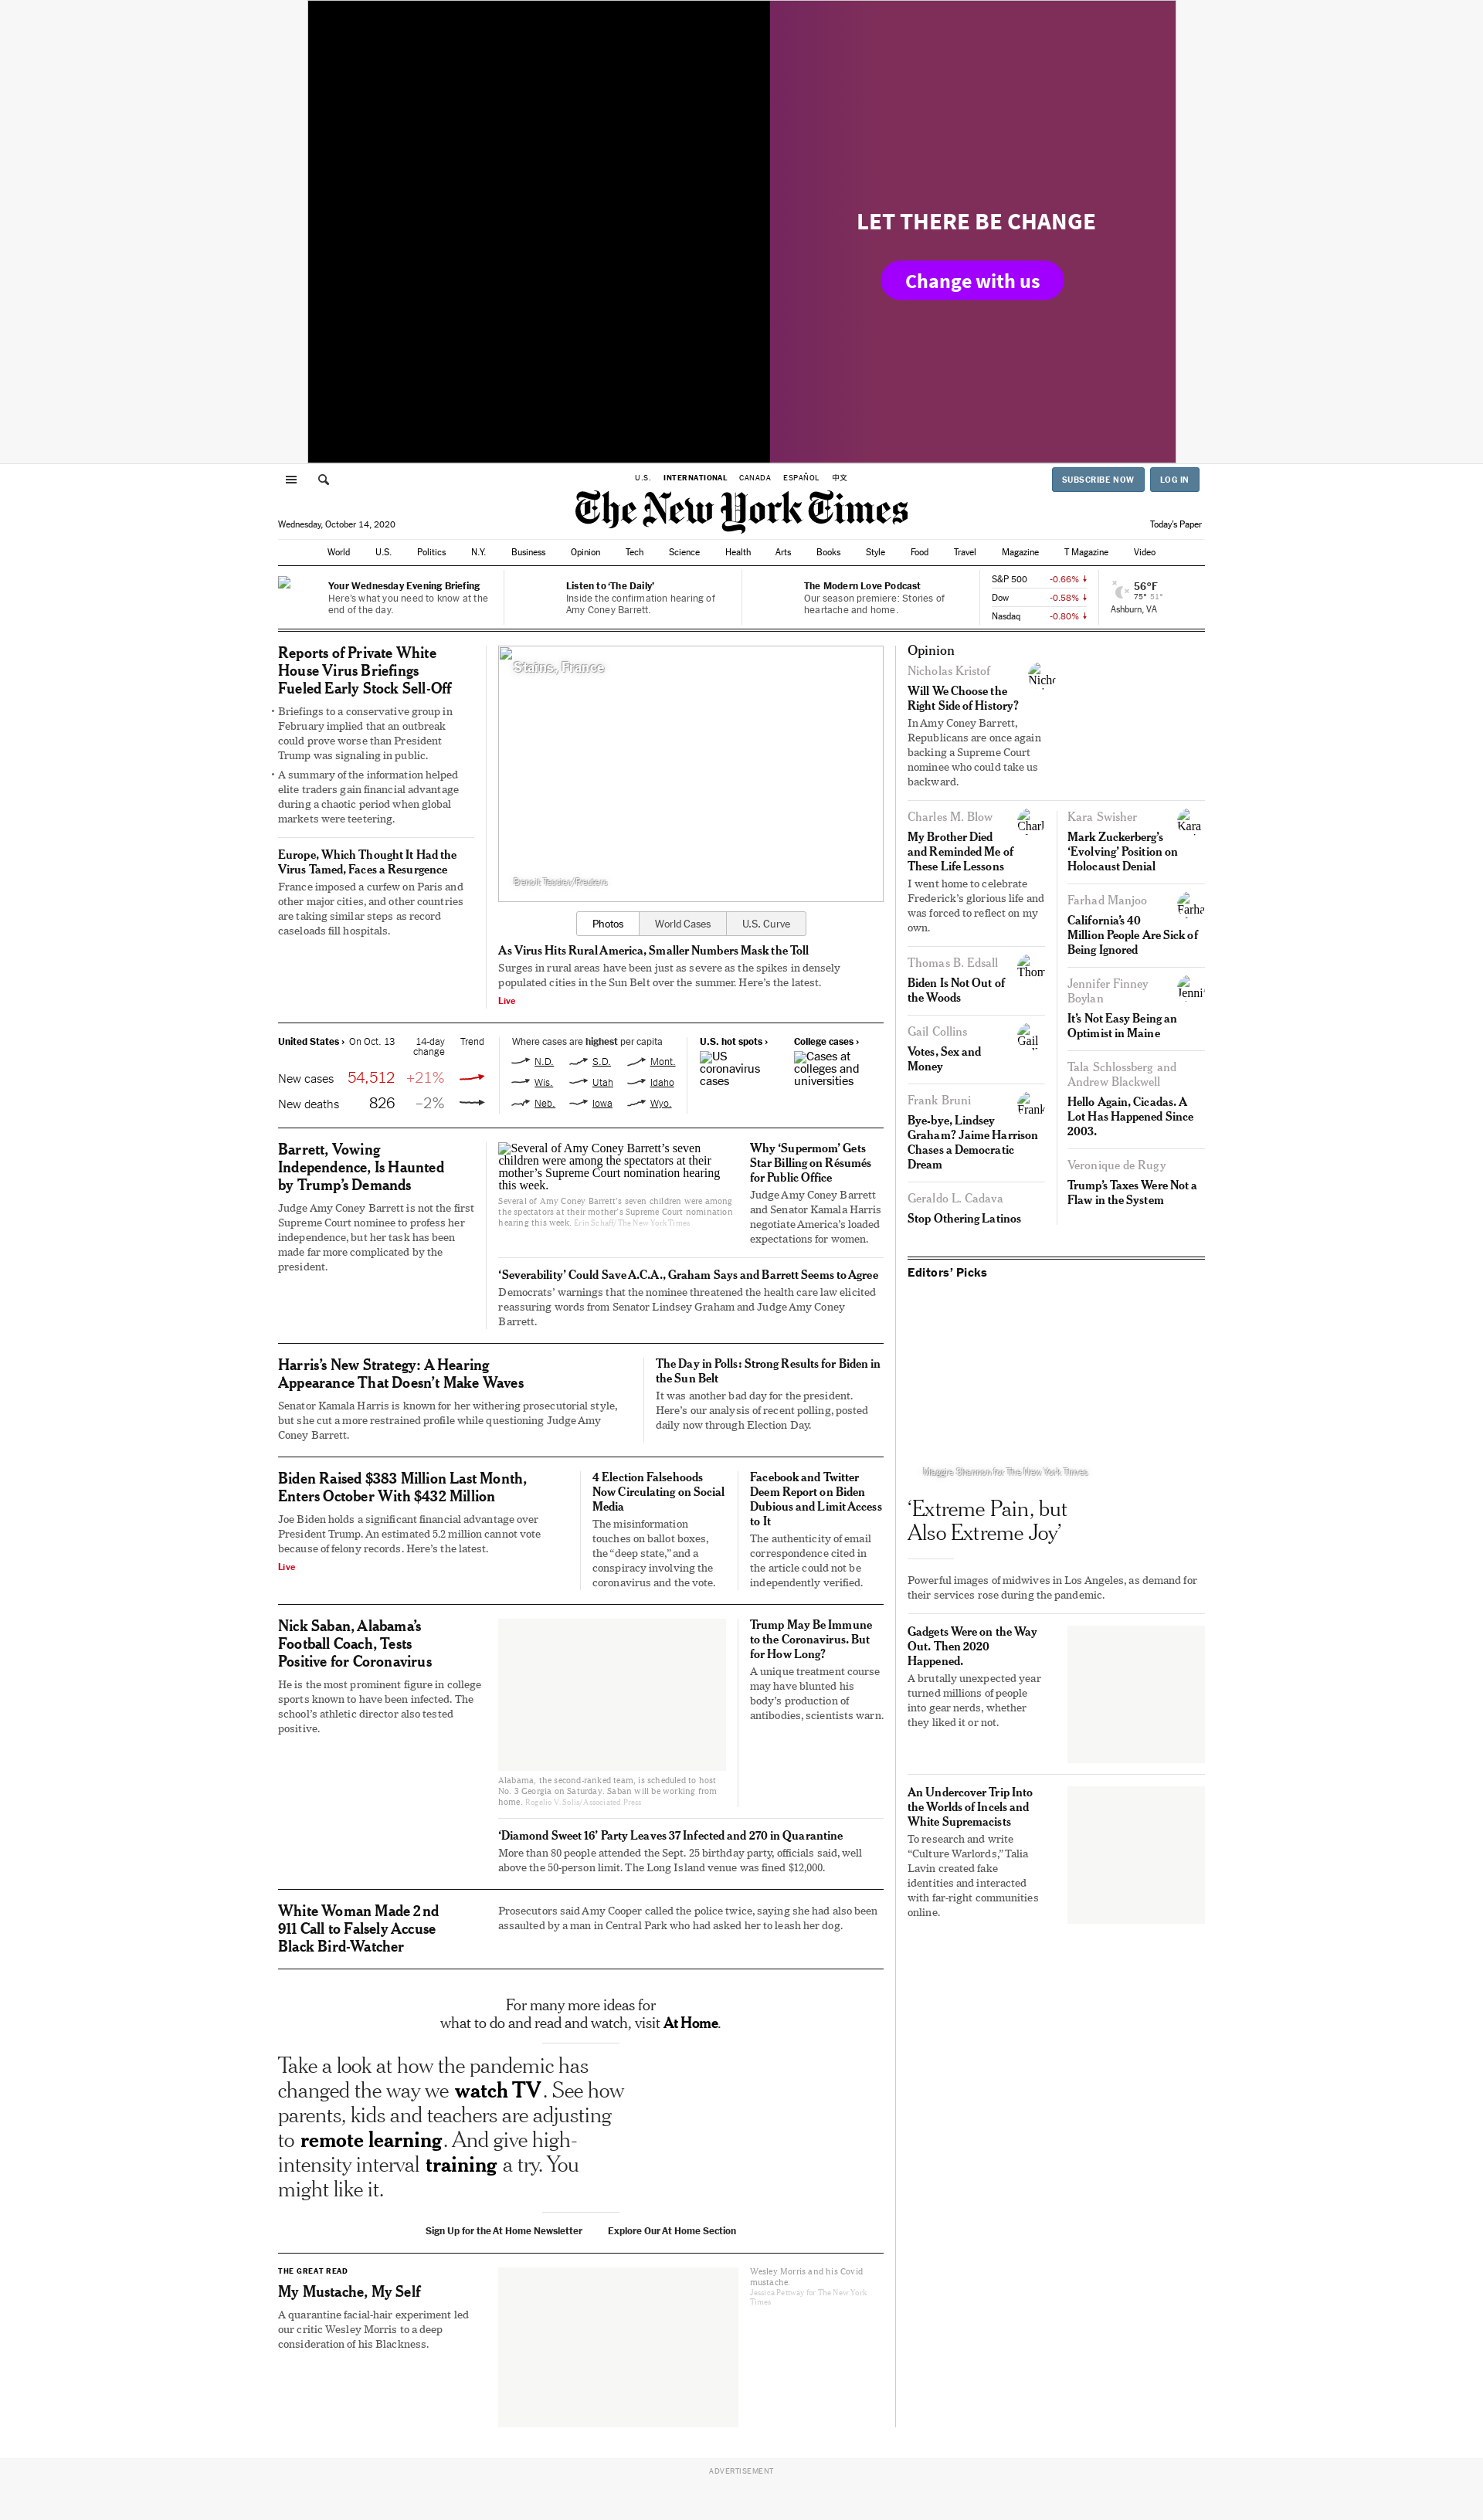 LET THERE BE CHANGE
Change with us
U.S.
INTERNATIONAL
CANADA
ESPAÑOL
中文
SUBSCRIBE NOW
LOG IN
The New York Times
Wednesday, October 14, 2020
Today's Paper
World
U.S.
Politics
N.Y.
Business
Opinion
Tech
Science
Health
Arts
Books
Style
Food
Travel
Magazine
T Magazine
Video
Your Wednesday Evening Briefing
Here's what you need to know at the
end of the day.
Listen to 'The Daily'
Inside the confirmation hearing of
Amy Coney Barrett.
The Modern Love Podcast
Our season premiere: Stories of
heartache and home.
S&P 500 -0.66%
Dow -0.58%
Nasdaq -0.80%
56°F
75° 51°
Ashburn, VA
Reports of Private White
House Virus Briefings
Fueled Early Stock Sell-Off
• Briefings to a conservative group in
February implied that an outbreak
could prove worse than President
Trump was signaling in public.
• A summary of the information helped
elite traders gain financial advantage
during a chaotic period when global
markets were teetering.
Europe, Which Thought It Had the
Virus Tamed, Faces a Resurgence
France imposed a curfew on Paris and
other major cities, and other countries
are taking similar steps as record
caseloads fill hospitals.
Stains, France
Benoit Tessier/Reuters
Photos
World Cases
U.S. Curve
As Virus Hits Rural America, Smaller Numbers Mask the Toll
Surges in rural areas have been just as severe as the spikes in densely
populated cities in the Sun Belt over the summer. Here's the latest.
Live
United States › On Oct. 13 14-day
change Trend
New cases 54,512 +21%
New deaths 826 –2%
Where cases are highest per capita
N.D. S.D. Mont.
Wis. Utah Idaho
Neb. Iowa Wyo.
U.S. hot spots ›
US
coronavirus
cases
College cases ›
Cases at
colleges and
universities
Barrett, Vowing
Independence, Is Haunted
by Trump's Demands
Judge Amy Coney Barrett is not the first
Supreme Court nominee to profess her
independence, but her task has been
made far more complicated by the
president.
Several of Amy Coney Barrett's seven
children were among the spectators at their
mother's Supreme Court nomination hearing
this week.
Several of Amy Coney Barrett's seven children were among
the spectators at their mother's Supreme Court nomination
hearing this week. Erin Schaff/The New York Times
Why 'Supermom' Gets
Star Billing on Résumés
for Public Office
Judge Amy Coney Barrett
and Senator Kamala Harris
negotiate America's loaded
expectations for women.
'Severability' Could Save A.C.A., Graham Says and Barrett Seems to Agree
Democrats' warnings that the nominee threatened the health care law elicited
reassuring words from Senator Lindsey Graham and Judge Amy Coney
Barrett.
Harris's New Strategy: A Hearing
Appearance That Doesn't Make Waves
Senator Kamala Harris is known for her withering prosecutorial style,
but she cut a more restrained profile while questioning Judge Amy
Coney Barrett.
The Day in Polls: Strong Results for Biden in
the Sun Belt
It was another bad day for the president.
Here's our analysis of recent polling, posted
daily now through Election Day.
Biden Raised $383 Million Last Month,
Enters October With $432 Million
Joe Biden holds a significant financial advantage over
President Trump. An estimated 5.2 million cannot vote
because of felony records. Here's the latest.
Live
4 Election Falsehoods
Now Circulating on Social
Media
The misinformation
touches on ballot boxes,
the "deep state," and a
conspiracy involving the
coronavirus and the vote.
Facebook and Twitter
Deem Report on Biden
Dubious and Limit Access
to It
The authenticity of email
correspondence cited in
the article could not be
independently verified.
Nick Saban, Alabama's
Football Coach, Tests
Positive for Coronavirus
He is the most prominent figure in college
sports known to have been infected. The
school's athletic director also tested
positive.
Alabama, the second-ranked team, is scheduled to host
No. 3 Georgia on Saturday. Saban will be working from
home. Rogelio V. Solis/Associated Press
Trump May Be Immune
to the Coronavirus. But
for How Long?
A unique treatment course
may have blunted his
body's production of
antibodies, scientists warn.
'Diamond Sweet 16' Party Leaves 37 Infected and 270 in Quarantine
More than 80 people attended the Sept. 25 birthday party, officials said, well
above the 50-person limit. The Long Island venue was fined $12,000.
White Woman Made 2nd
911 Call to Falsely Accuse
Black Bird-Watcher
Prosecutors said Amy Cooper called the police twice, saying she had also been
assaulted by a man in Central Park who had asked her to leash her dog.
For many more ideas for
what to do and read and watch, visit At Home.
Take a look at how the pandemic has
changed the way we watch TV. See how
parents, kids and teachers are adjusting
to remote learning. And give high-
intensity interval training a try. You
might like it.
Sign Up for the At Home Newsletter
Explore Our At Home Section
THE GREAT READ
My Mustache, My Self
A quarantine facial-hair experiment led
our critic Wesley Morris to a deep
consideration of his Blackness.
Wesley Morris and his Covid
mustache.
Jessica Pettway for The New York
Times
Opinion
Nicholas Kristof
Will We Choose the
Right Side of History?
In Amy Coney Barrett,
Republicans are once again
backing a Supreme Court
nominee who could take us
backward.
Charles M. Blow
My Brother Died
and Reminded Me of
These Life Lessons
I went home to celebrate
Frederick's glorious life and
was forced to reflect on my
own.
Thomas B. Edsall
Thom
Biden Is Not Out of
the Woods
Gail Collins
Gail
Votes, Sex and
Money
Frank Bruni
Frank
Bye-bye, Lindsey
Graham? Jaime Harrison
Chases a Democratic
Dream
Geraldo L. Cadava
Stop Othering Latinos
Kara Swisher
Kara
Mark Zuckerberg's
'Evolving' Position on
Holocaust Denial
Farhad Manjoo
Farha
California's 40
Million People Are Sick of
Being Ignored
Jennifer Finney
Boylan
Jenni
It's Not Easy Being an
Optimist in Maine
Tala Schlossberg and
Andrew Blackwell
Hello Again, Cicadas. A
Lot Has Happened Since
2003.
Veronique de Rugy
Trump's Taxes Were Not a
Flaw in the System
Editors' Picks
Maggie Shannon for The New York Times
'Extreme Pain, but
Also Extreme Joy'
Powerful images of midwives in Los Angeles, as demand for
their services rose during the pandemic.
Gadgets Were on the Way
Out. Then 2020
Happened.
A brutally unexpected year
turned millions of people
into gear nerds, whether
they liked it or not.
An Undercover Trip Into
the Worlds of Incels and
White Supremacists
To research and write
"Culture Warlords," Talia
Lavin created fake
identities and interacted
with far-right communities
online.
ADVERTISEMENT